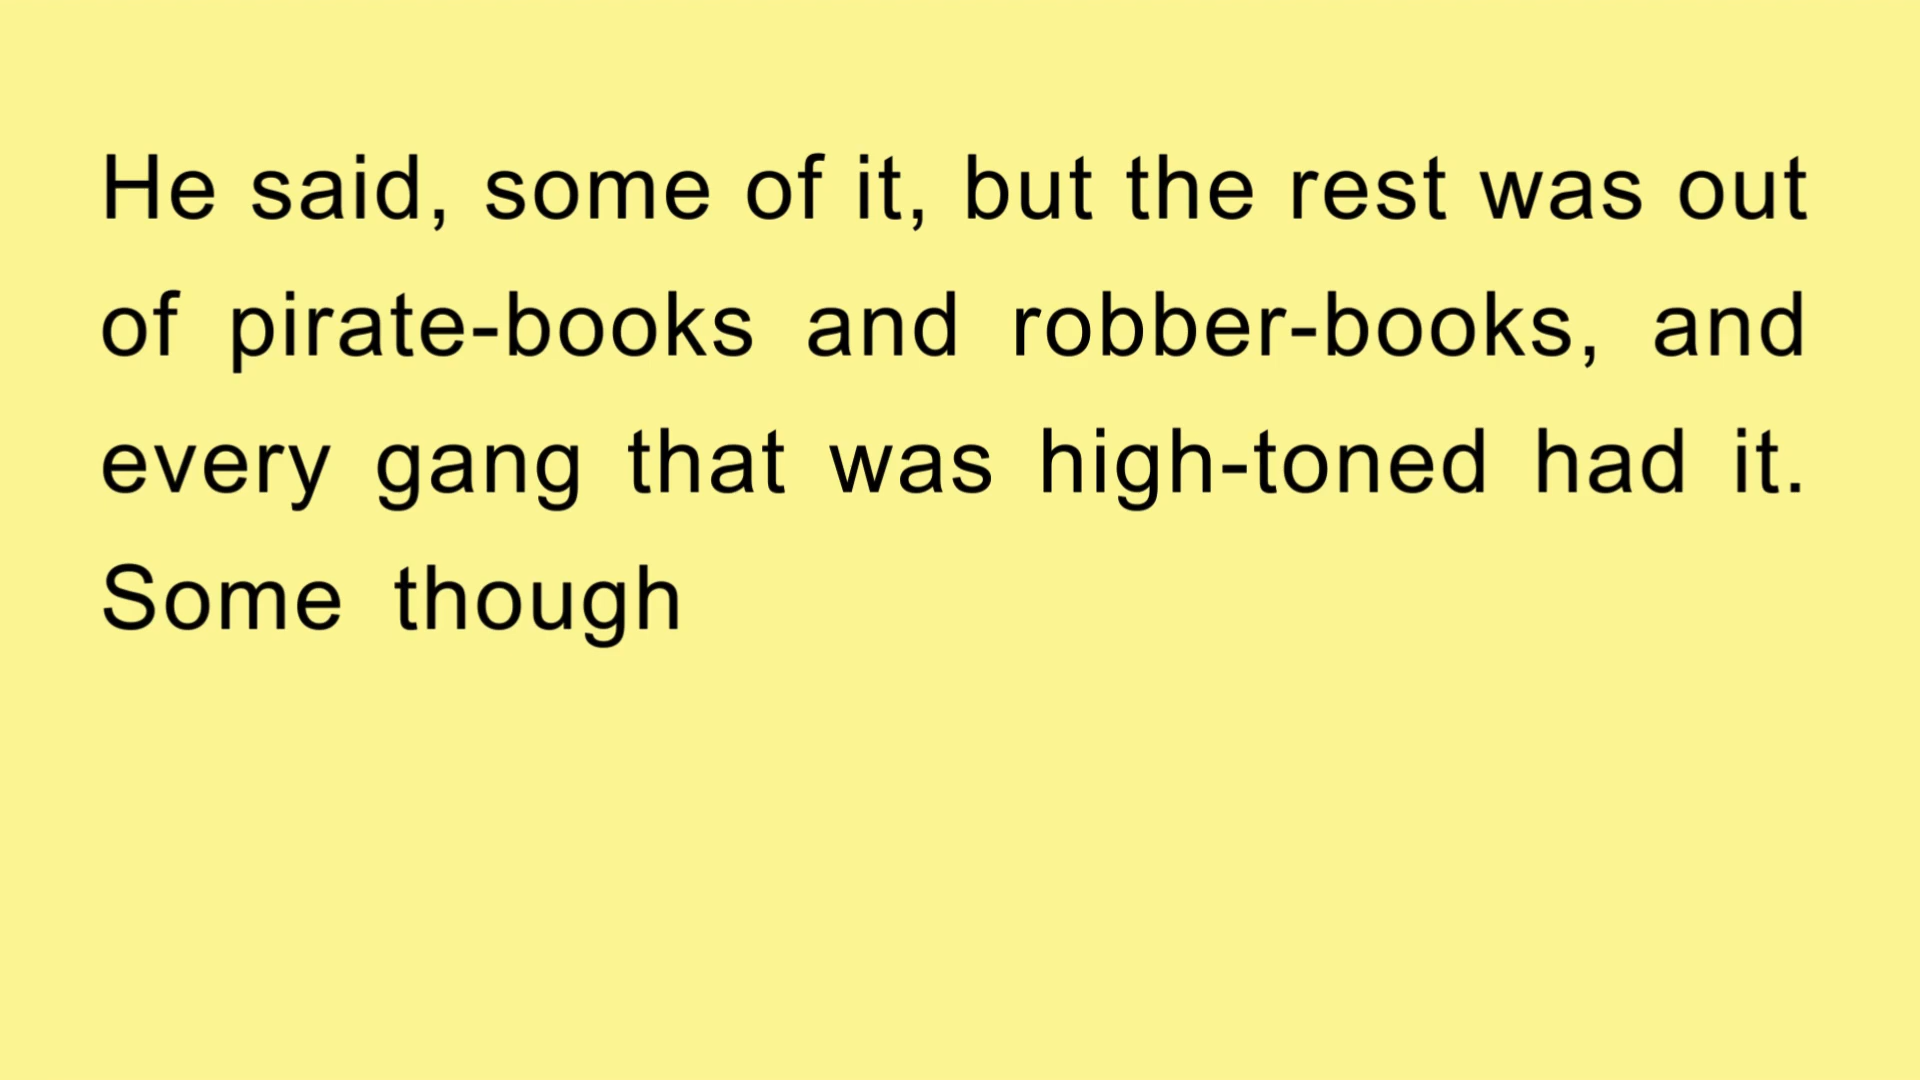 He said, some of it, but the rest was out
of pirate-books and robber-books, and
every gang that was high-toned had it.
Some though